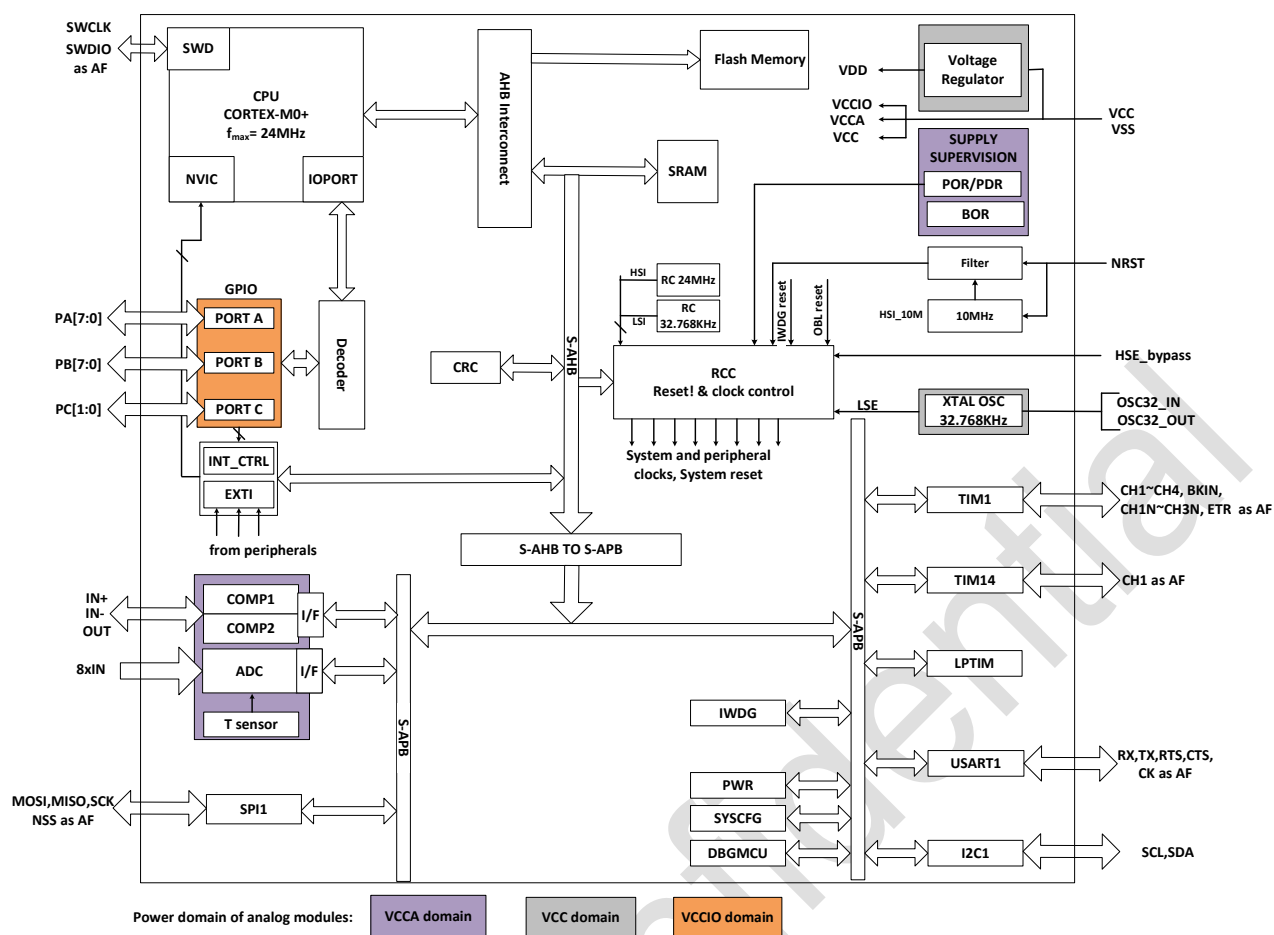 SWCLK
SWDIO
as AF
SWD
CPU
CORTEX-M0+
fmax= 24MHz
NVIC
IOPORT
AHB Interconnect
Flash Memory
SRAM
Voltage
Regulator
VDD
VCCIO
VCCA
VCC
VCC
VSS
SUPPLY
SUPERVISION
POR/PDR
BOR
Filter
NRST
HSI_10M
10MHz
HSI
RC 24MHz
LSI
RC
32.768KHz
IWDG reset
OBL reset
GPIO
PA[7:0]
PORT A
PB[7:0]
PORT B
PC[1:0]
PORT C
Decoder
CRC
S-AHB
RCC
Reset! & clock control
HSE_bypass
LSE
XTAL OSC
32.768KHz
OSC32_IN
OSC32_OUT
System and peripheral
clocks, System reset
INT_CTRL
EXTI
from peripherals
S-AHB TO S-APB
TIM1
CH1~CH4, BKIN,
CH1N~CH3N, ETR as AF
TIM14
CH1 as AF
IN+
IN-
OUT
COMP1
COMP2
I/F
8xIN
ADC
I/F
T sensor
S-APB
S-APB
LPTIM
IWDG
USART1
RX,TX,RTS,CTS,
CK as AF
PWR
SYSCFG
DBGMCU
MOSI,MISO,SCK
NSS as AF
SPI1
I2C1
SCL,SDA
Power domain of analog modules:
VCCA domain
VCC domain
VCCIO domain
nfidential